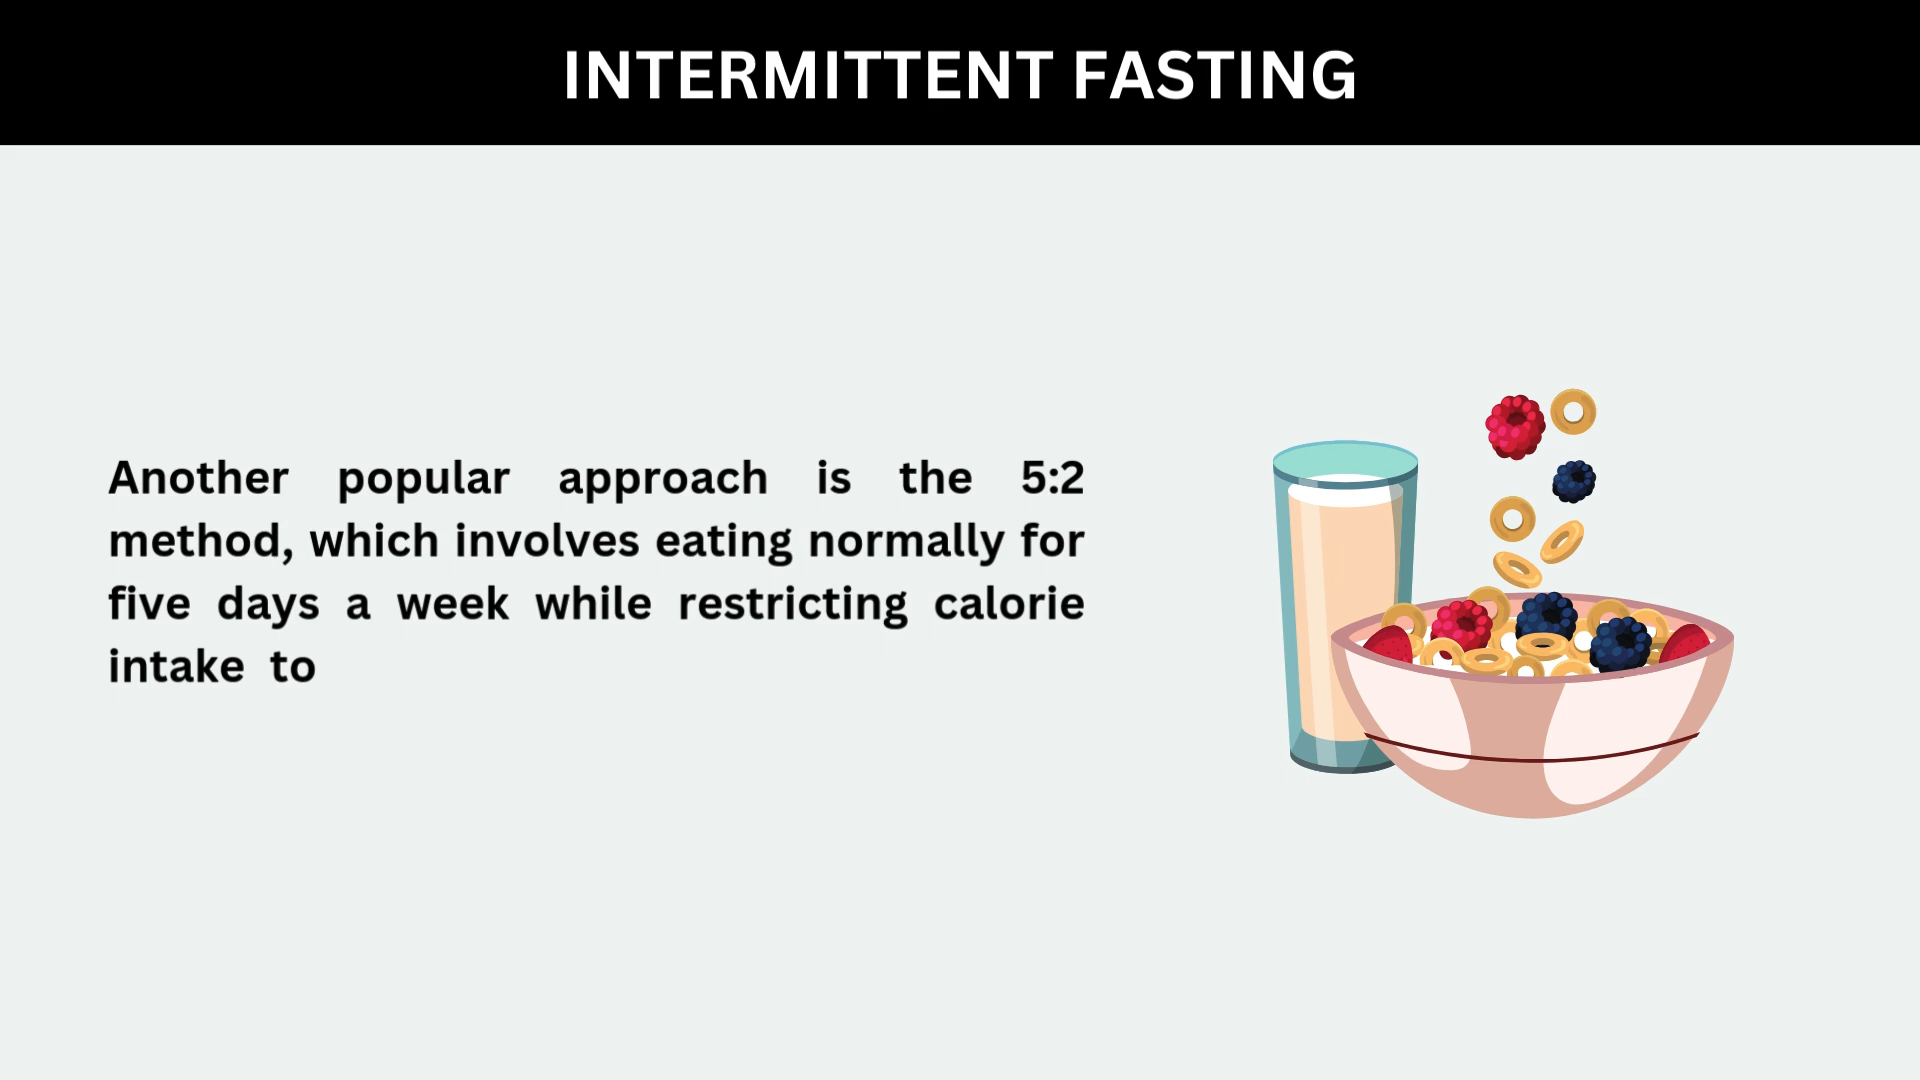 INTERMITTENT FASTING
Another popular approach is the 5:2
method, which involves eating normally for
five days a week while restricting calorie
intake to